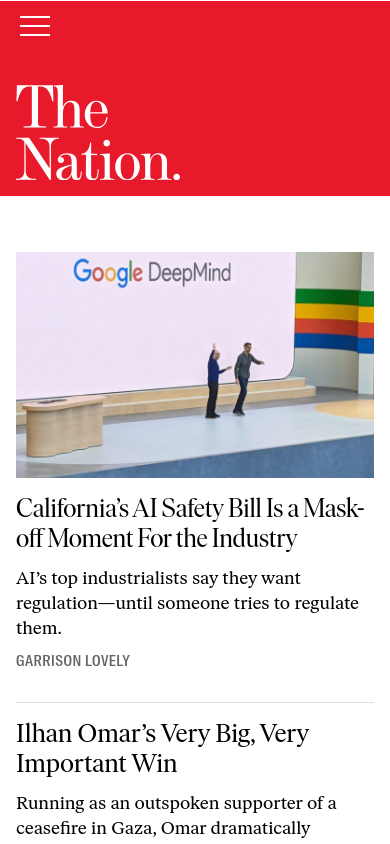 The
Nation.
Google DeepMind
California’s AI Safety Bill Is a Mask-
off Moment For the Industry
AI’s top industrialists say they want
regulation—until someone tries to regulate
them.
GARRISON LOVELY
Ilhan Omar’s Very Big, Very
Important Win
Running as an outspoken supporter of a
ceasefire in Gaza, Omar dramatically